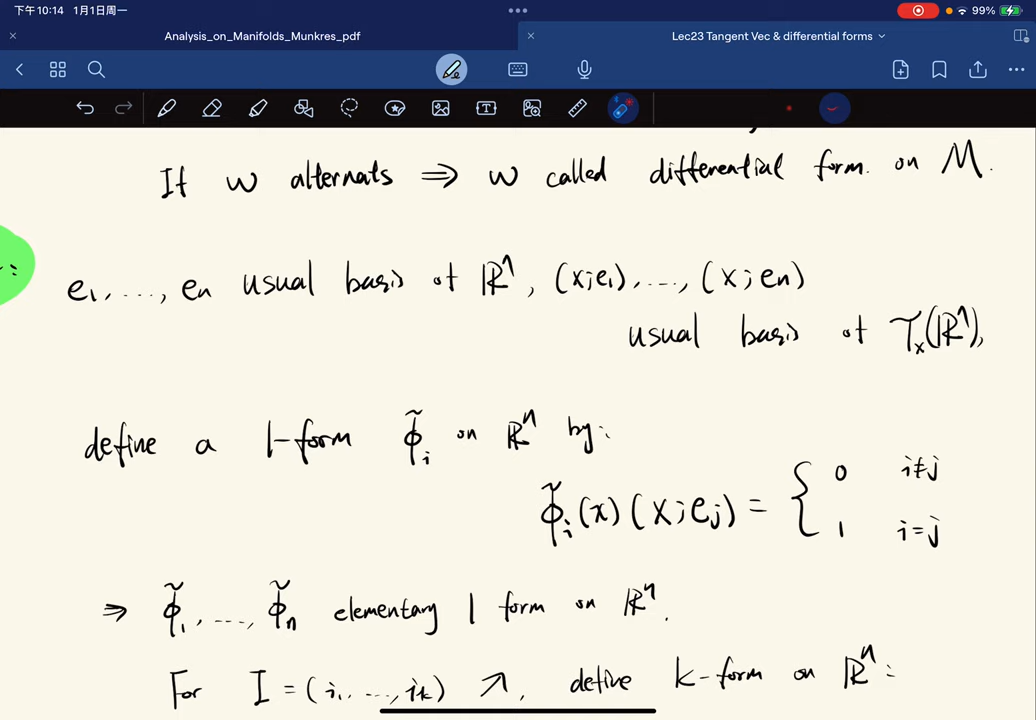 下午10:14 1月1日周一
99%
Analysis_on_Manifolds_Munkres_pdf
Lec23 Tangent Vec & differential forms
If w alternats ⇒ w called differential form. on M.
e₁, ..., en usual basis of ℝⁿ, (x;e₁), ..., (x;en)
usual basis of Tₓ(ℝⁿ),
define a 1-form ϕ̃ᵢ on ℝⁿ by:
ϕ̃ᵢ(x)(x;eⱼ) = { 0 i≠j
1 i=j
⇒ ϕ̃₁, ..., ϕ̃n elementary 1 form on ℝⁿ.
For I = (i₁, ..., iₖ) ↗, define k-form on ℝⁿ: